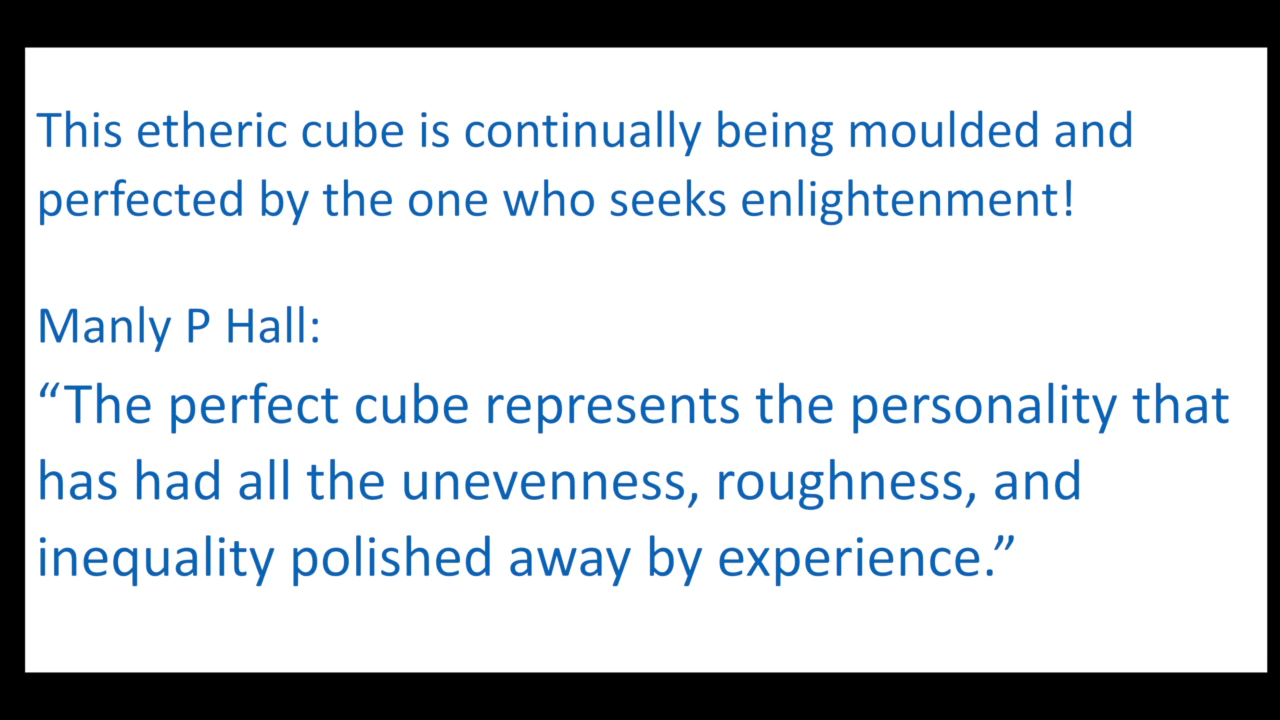 This etheric cube is continually being moulded and
perfected by the one who seeks enlightenment!
Manly P Hall:
“The perfect cube represents the personality that
has had all the unevenness, roughness, and
inequality polished away by experience.”